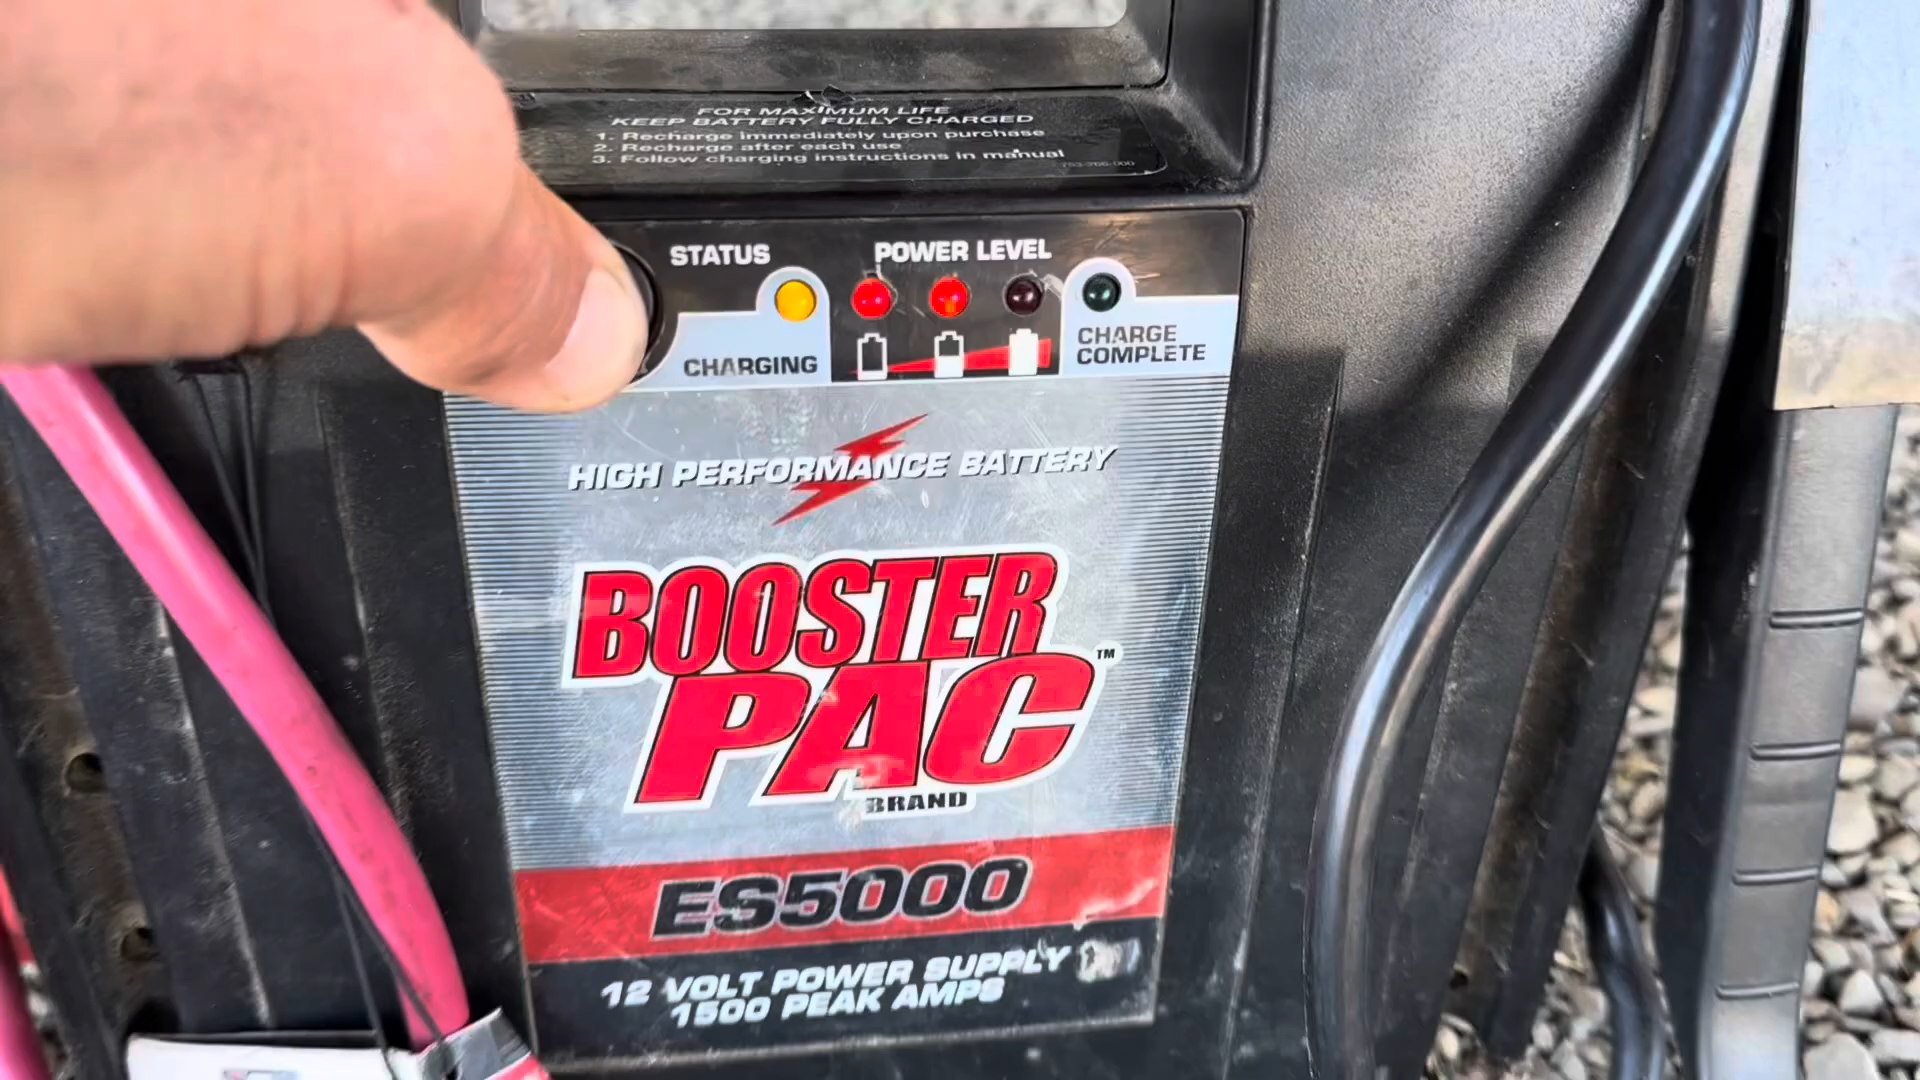 FOR MAXIMUM LIFE
KEEP BATTERY FULLY CHARGED
1. Recharge immediately upon purchase
2. Recharge after each use
3. Follow charging instructions in manual
STATUS
POWER LEVEL
CHARGING
CHARGE
COMPLETE
HIGH PERFORMANCE BATTERY
BOOSTER
PAC™
BRAND
ES5000
12 VOLT POWER SUPPLY
1500 PEAK AMPS